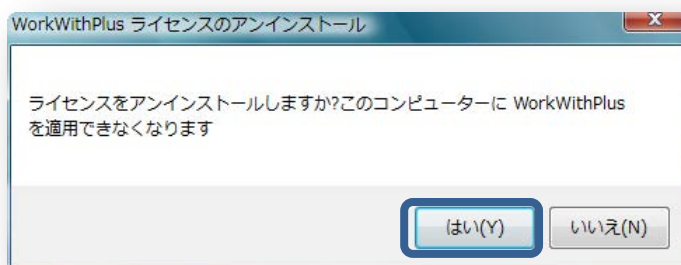 WorkWithPlus ライセンスのアンインストール
ライセンスをアンインストールしますか?このコンピューターに WorkWithPlus
を適用できなくなります
はい(Y)
いいえ(N)